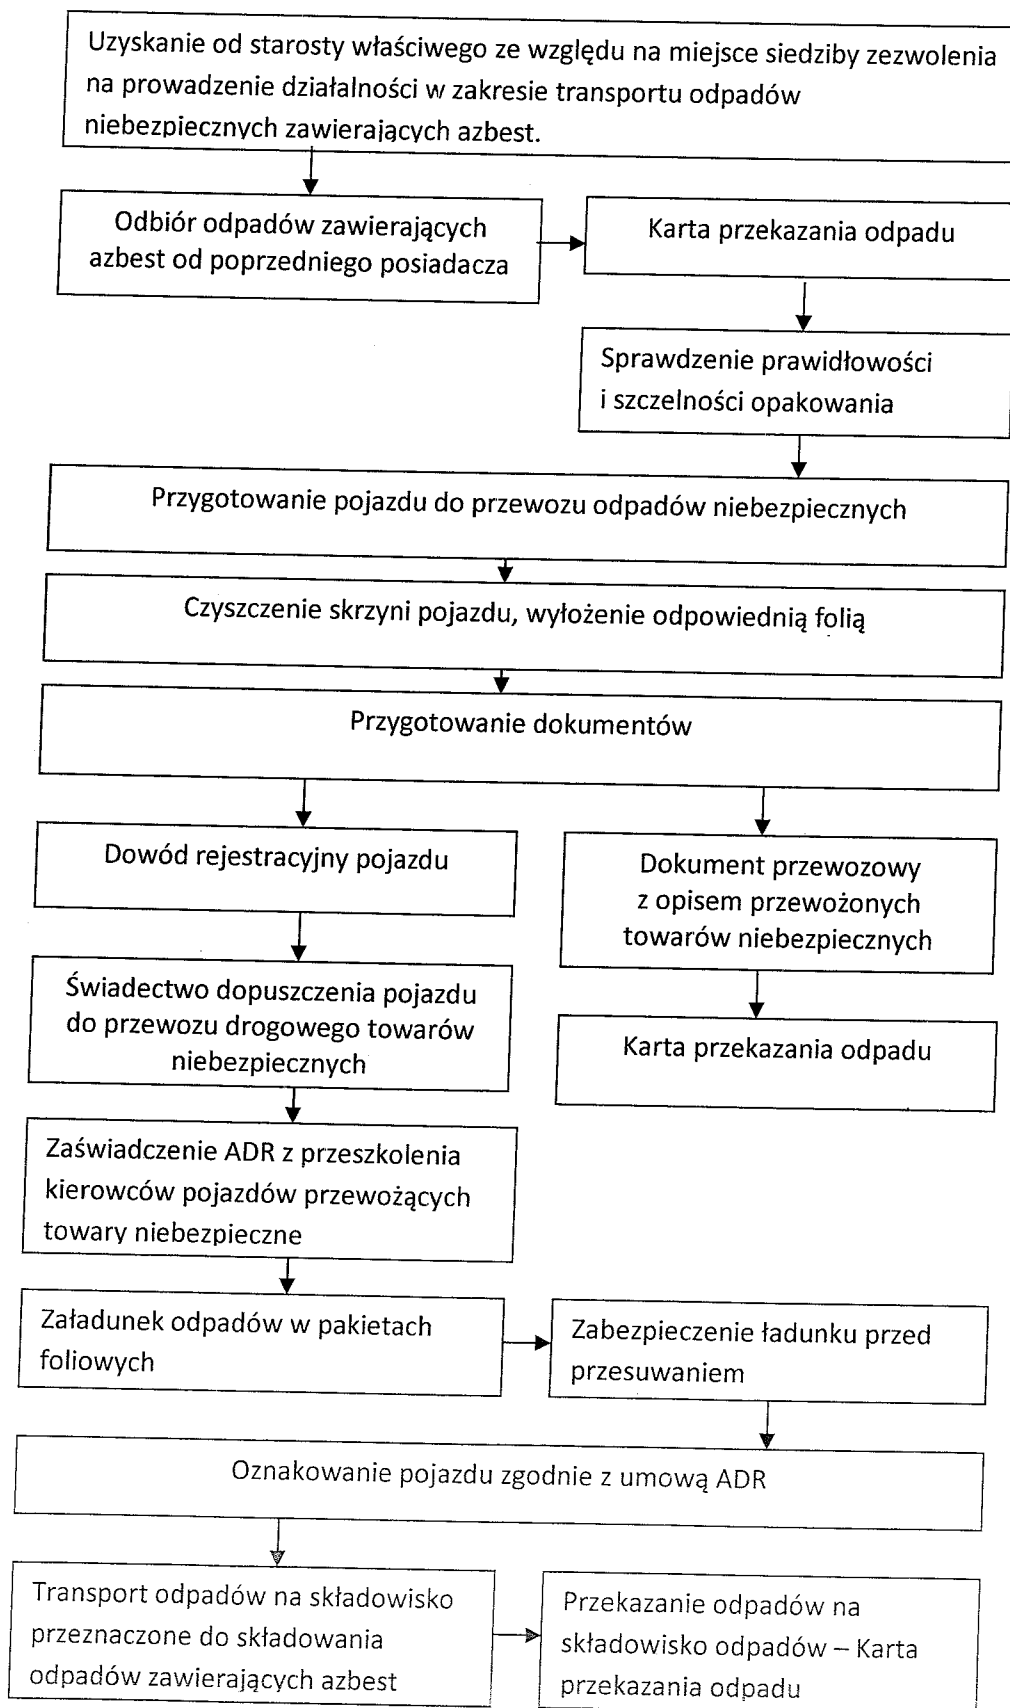 Uzyskanie od starosty właściwego ze względu na miejsce siedziby zezwolenia
na prowadzenie działalności w zakresie transportu odpadów
niebezpiecznych zawierających azbest.
Odbiór odpadów zawierających
azbest od poprzedniego posiadacza
Karta przekazania odpadu
Sprawdzenie prawidłowości
i szczelności opakowania
Przygotowanie pojazdu do przewozu odpadów niebezpiecznych
Czyszczenie skrzyni pojazdu, wyłożenie odpowiednią folią
Przygotowanie dokumentów
Dowód rejestracyjny pojazdu
Świadectwo dopuszczenia pojazdu
do przewozu drogowego towarów
niebezpiecznych
Zaświadczenie ADR z przeszkolenia
kierowców pojazdów przewożących
towary niebezpieczne
Dokument przewozowy
z opisem przewożonych
towarów niebezpiecznych
Karta przekazania odpadu
Załadunek odpadów w pakietach
foliowych
Zabezpieczenie ładunku przed
przesuwaniem
Oznakowanie pojazdu zgodnie z umową ADR
Transport odpadów na składowisko
przeznaczone do składowania
odpadów zawierających azbest
Przekazanie odpadów na
składowisko odpadów – Karta
przekazania odpadu